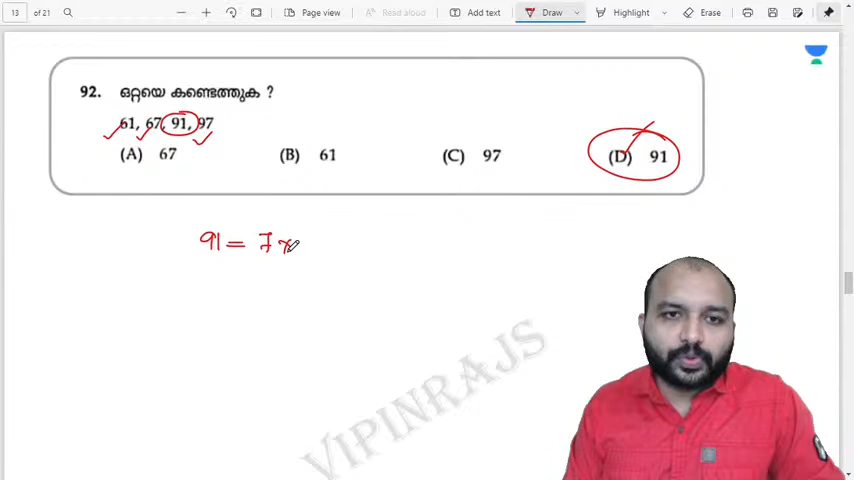 13 of 21 Page view Read aloud Add text Draw Highlight Erase
92. ഒറ്റയെ കണ്ടെത്തുക ?
61, 67, 91, 97
(A) 67 (B) 61 (C) 97 (D) 91
91 = 7x
VIPINRAJS